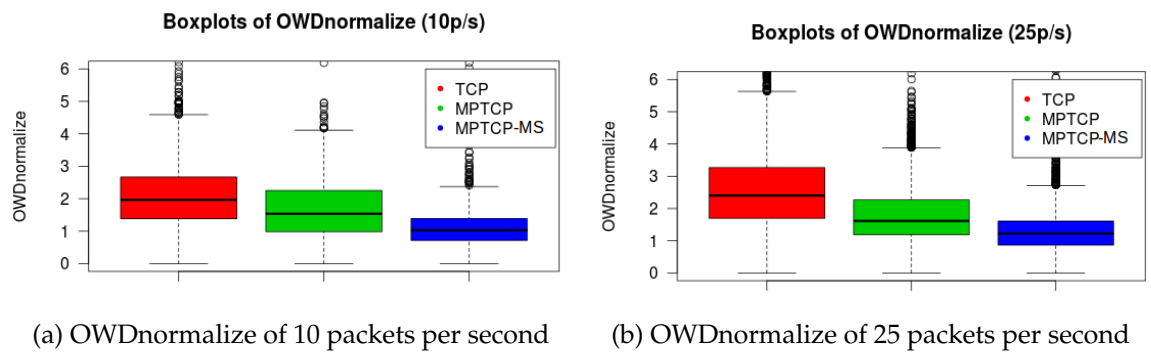 Boxplots of OWDnormalize (10p/s)
OWDnormalize
6
5
4
3
2
1
0
TCP
MPTCP
MPTCP-MS
(a) OWDnormalize of 10 packets per second
Boxplots of OWDnormalize (25p/s)
OWDnormalize
6
5
4
3
2
1
0
TCP
MPTCP
MPTCP-MS
(b) OWDnormalize of 25 packets per second